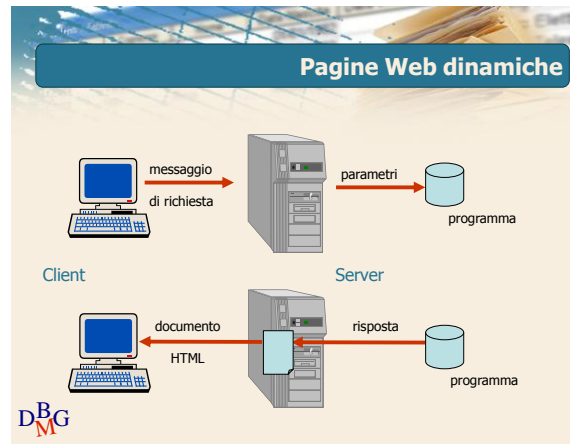 Pagine Web dinamiche
messaggio
di richiesta
parametri
programma
Client
Server
documento
HTML
risposta
programma
DBMG